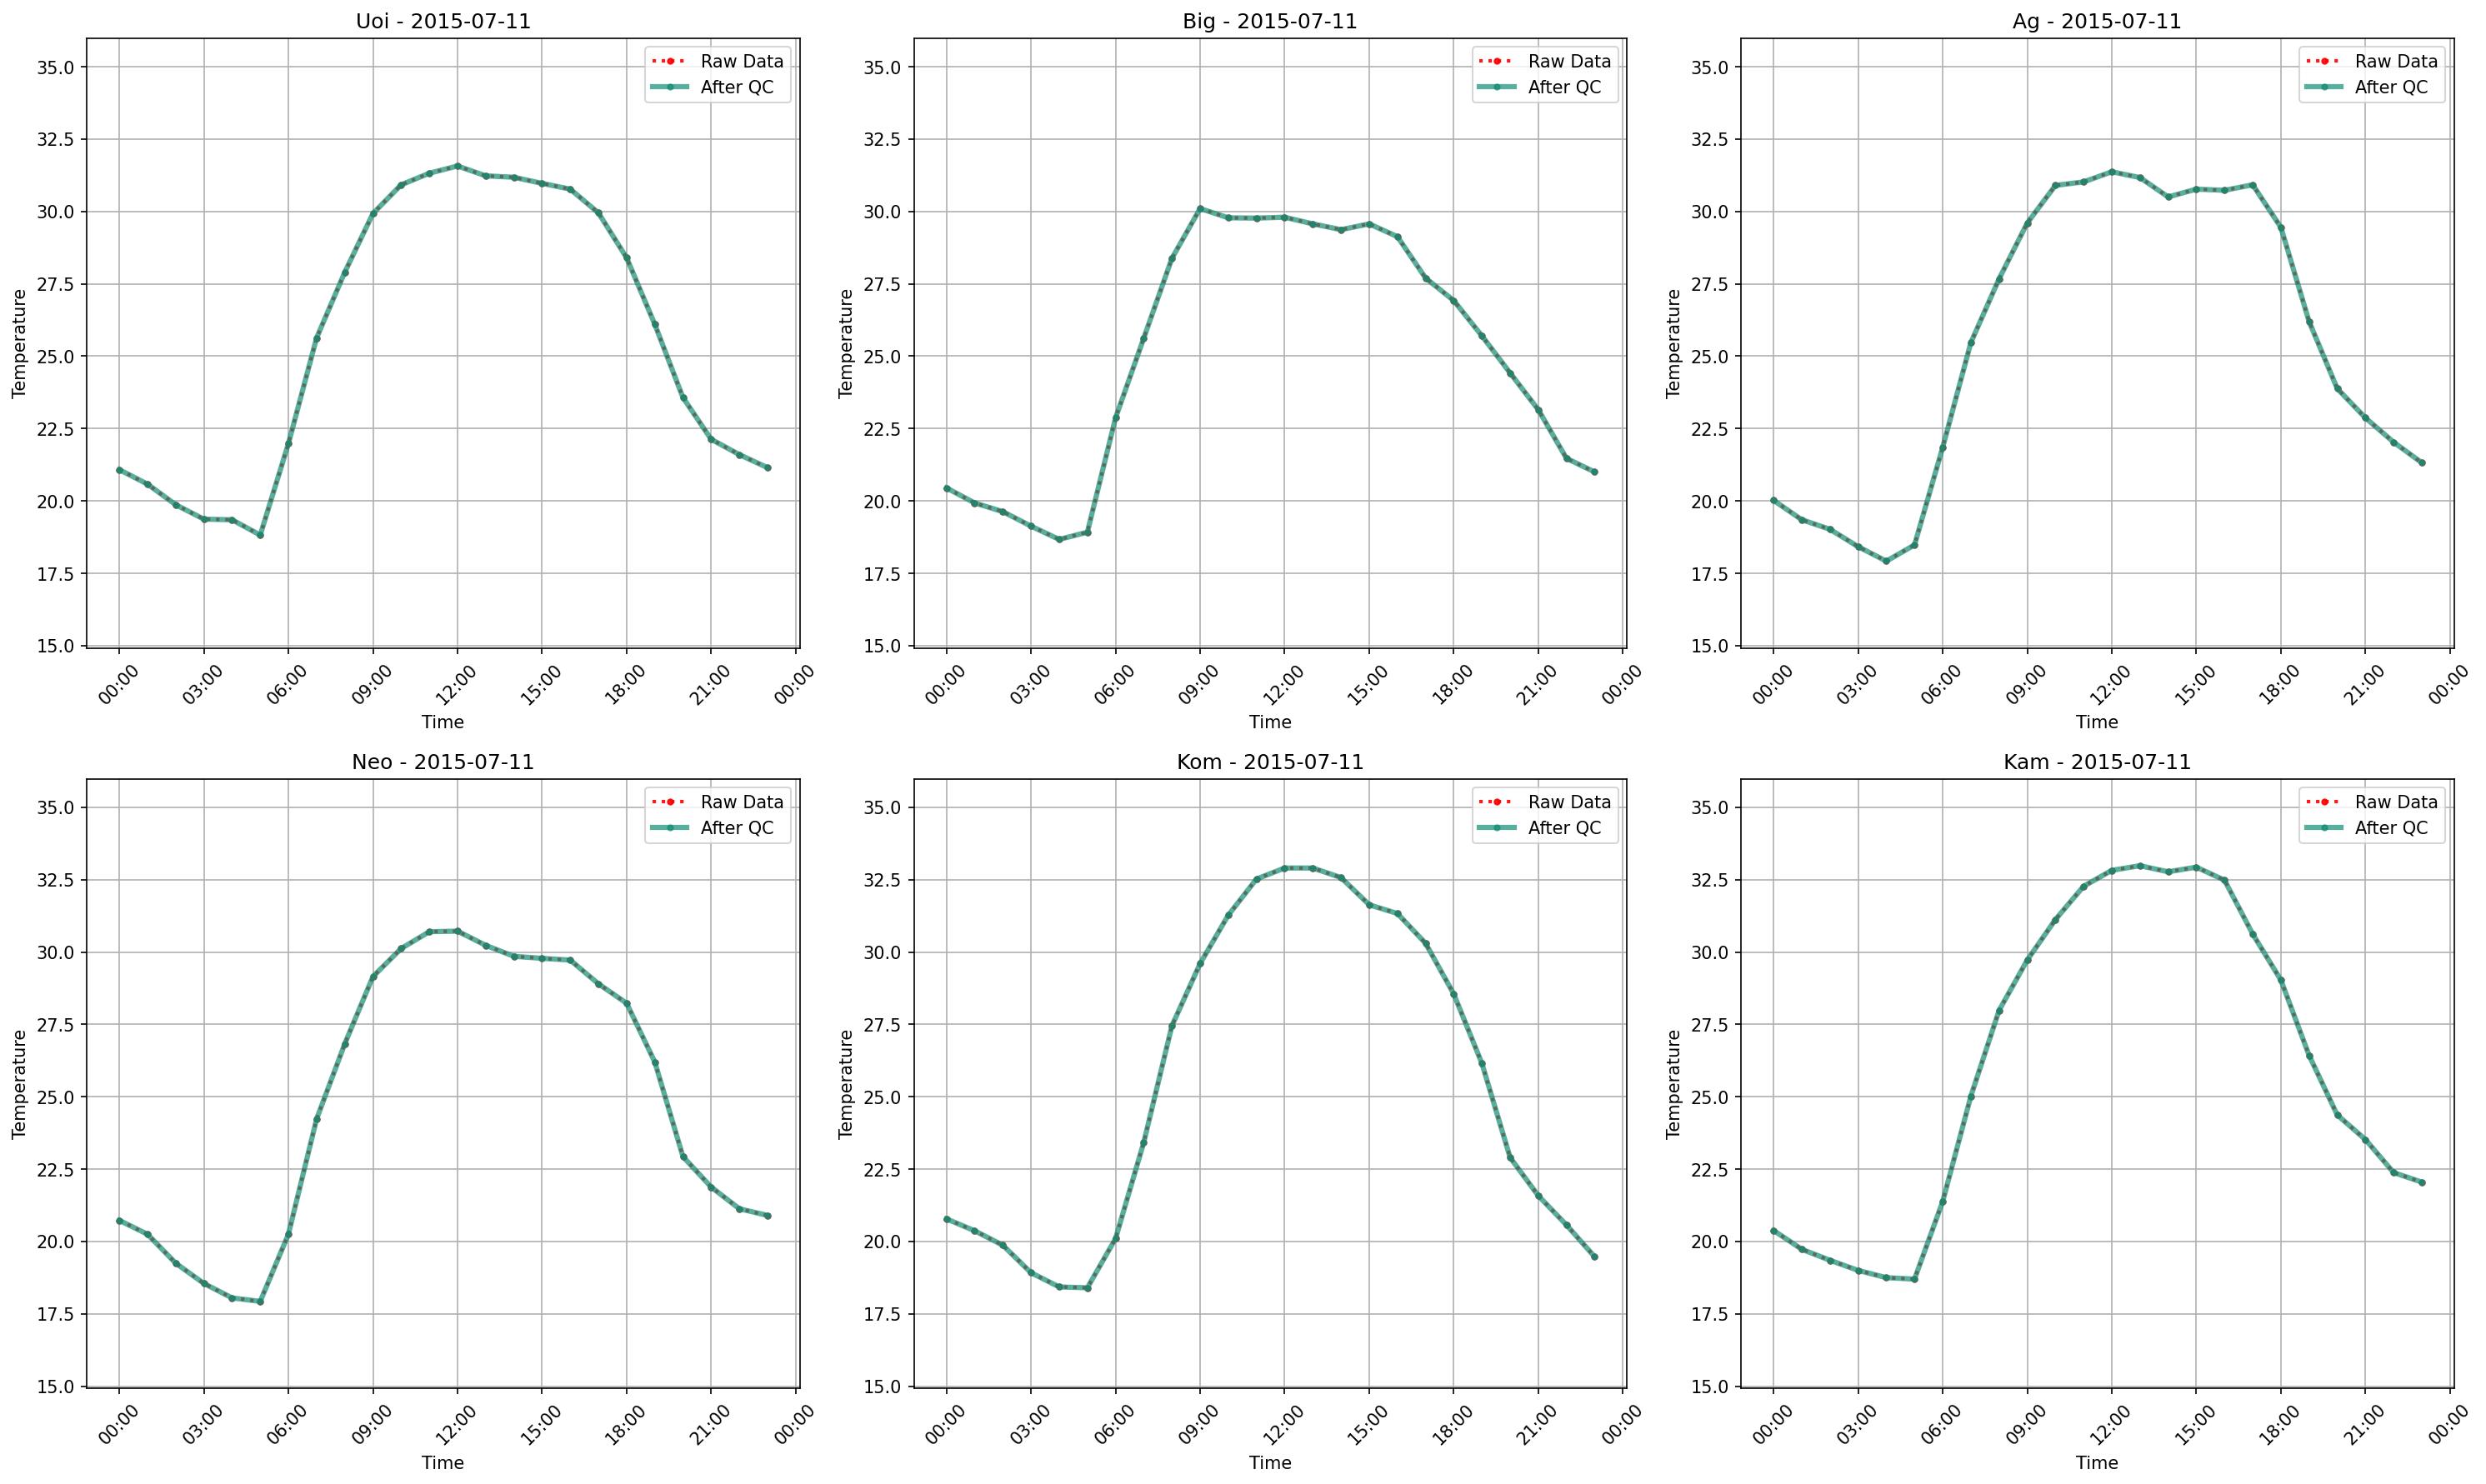 Uoi - 2015-07-11
Raw Data
After QC
Temperature
35.0
32.5
30.0
27.5
25.0
22.5
20.0
17.5
15.0
00:00 03:00 06:00 09:00 12:00 15:00 18:00 21:00 00:00
Time
Big - 2015-07-11
Raw Data
After QC
Temperature
35.0
32.5
30.0
27.5
25.0
22.5
20.0
17.5
15.0
00:00 03:00 06:00 09:00 12:00 15:00 18:00 21:00 00:00
Time
Ag - 2015-07-11
Raw Data
After QC
Temperature
35.0
32.5
30.0
27.5
25.0
22.5
20.0
17.5
15.0
00:00 03:00 06:00 09:00 12:00 15:00 18:00 21:00 00:00
Time
Neo - 2015-07-11
Raw Data
After QC
Temperature
35.0
32.5
30.0
27.5
25.0
22.5
20.0
17.5
15.0
00:00 03:00 06:00 09:00 12:00 15:00 18:00 21:00 00:00
Time
Kom - 2015-07-11
Raw Data
After QC
Temperature
35.0
32.5
30.0
27.5
25.0
22.5
20.0
17.5
15.0
00:00 03:00 06:00 09:00 12:00 15:00 18:00 21:00 00:00
Time
Kam - 2015-07-11
Raw Data
After QC
Temperature
35.0
32.5
30.0
27.5
25.0
22.5
20.0
17.5
15.0
00:00 03:00 06:00 09:00 12:00 15:00 18:00 21:00 00:00
Time